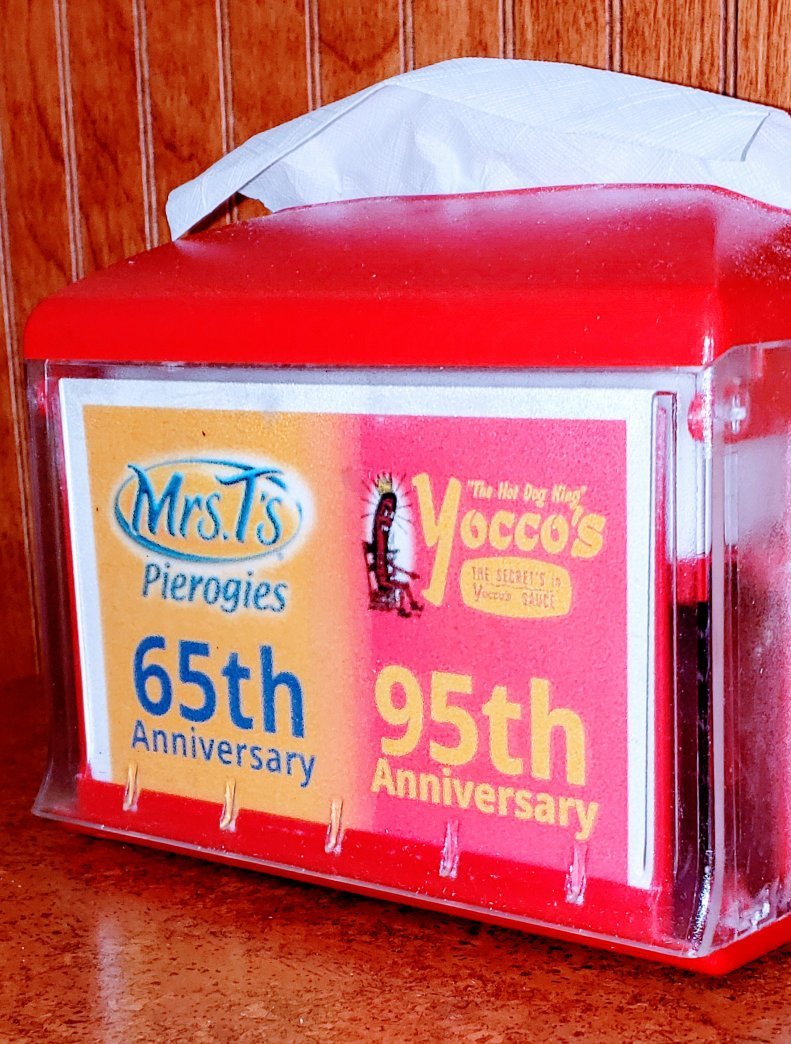 Mrs. T's
Pierogies
65th
Anniversary
"The Hot Dog King"
Yocco's
THE SECRET'S in
Yocco's SAUCE
95th
Anniversary